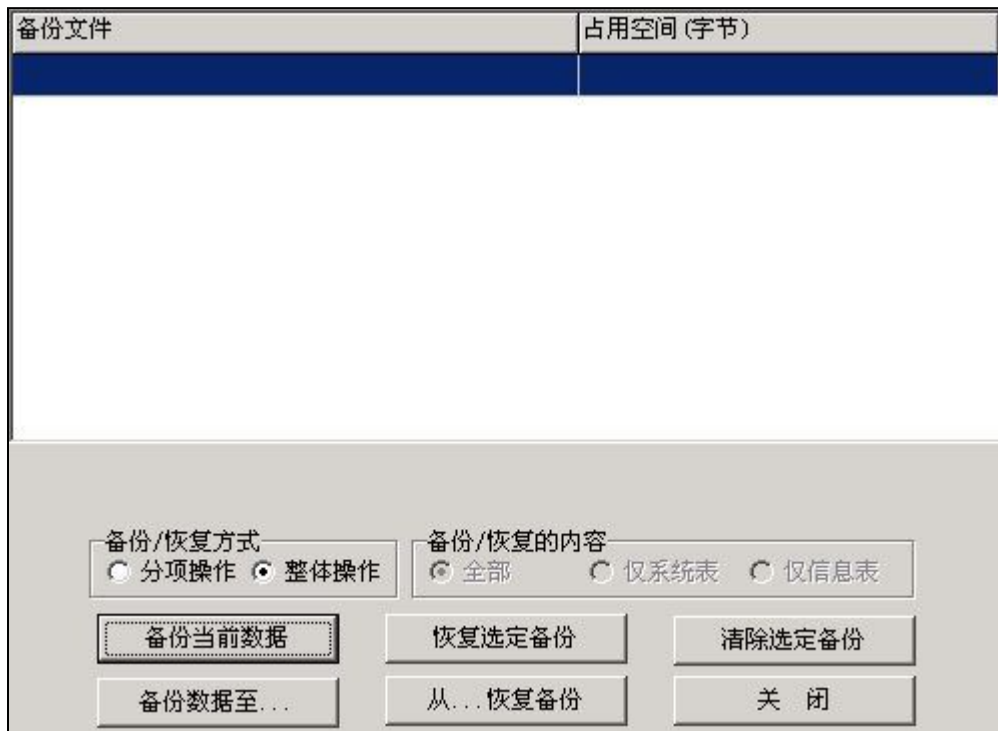 备份文件 占用空间(字节)
备份/恢复方式 备份/恢复的内容
分项操作 整体操作 全部 仅系统表 仅信息表
备份当前数据 恢复选定备份 清除选定备份
备份数据至... 从...恢复备份 关 闭